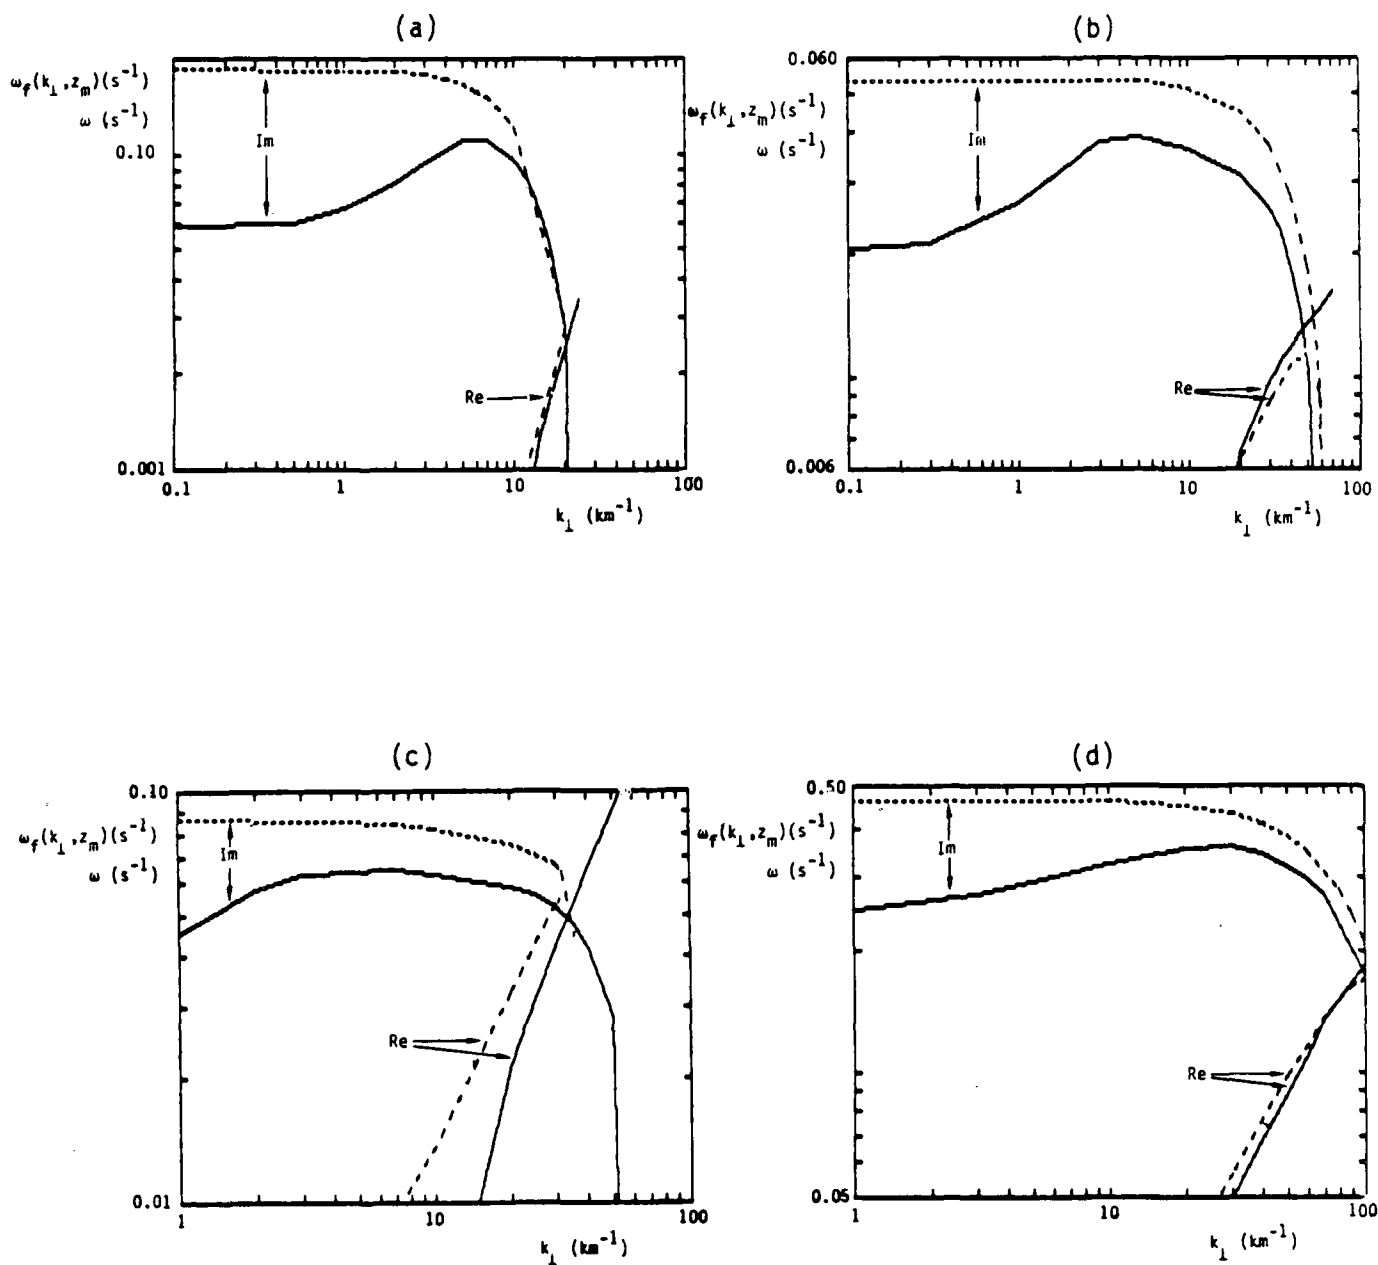 (a)
ω_f(k_⊥,z_m)(s^-1)
ω (s^-1)
0.10
0.001
Im
Re
0.1 1 10 100
k_⊥ (km^-1)
(b)
0.060
ω_f(k_⊥,z_m)(s^-1)
ω (s^-1)
0.006
Im
Re
0.1 1 10 100
k_⊥ (km^-1)
(c)
0.10
ω_f(k_⊥,z_m)(s^-1)
ω (s^-1)
0.01
Im
Re
1 10 100
k_⊥ (km^-1)
(d)
0.50
ω_f(k_⊥,z_m)(s^-1)
ω (s^-1)
0.05
Im
Re
1 10 100
k_⊥ (km^-1)